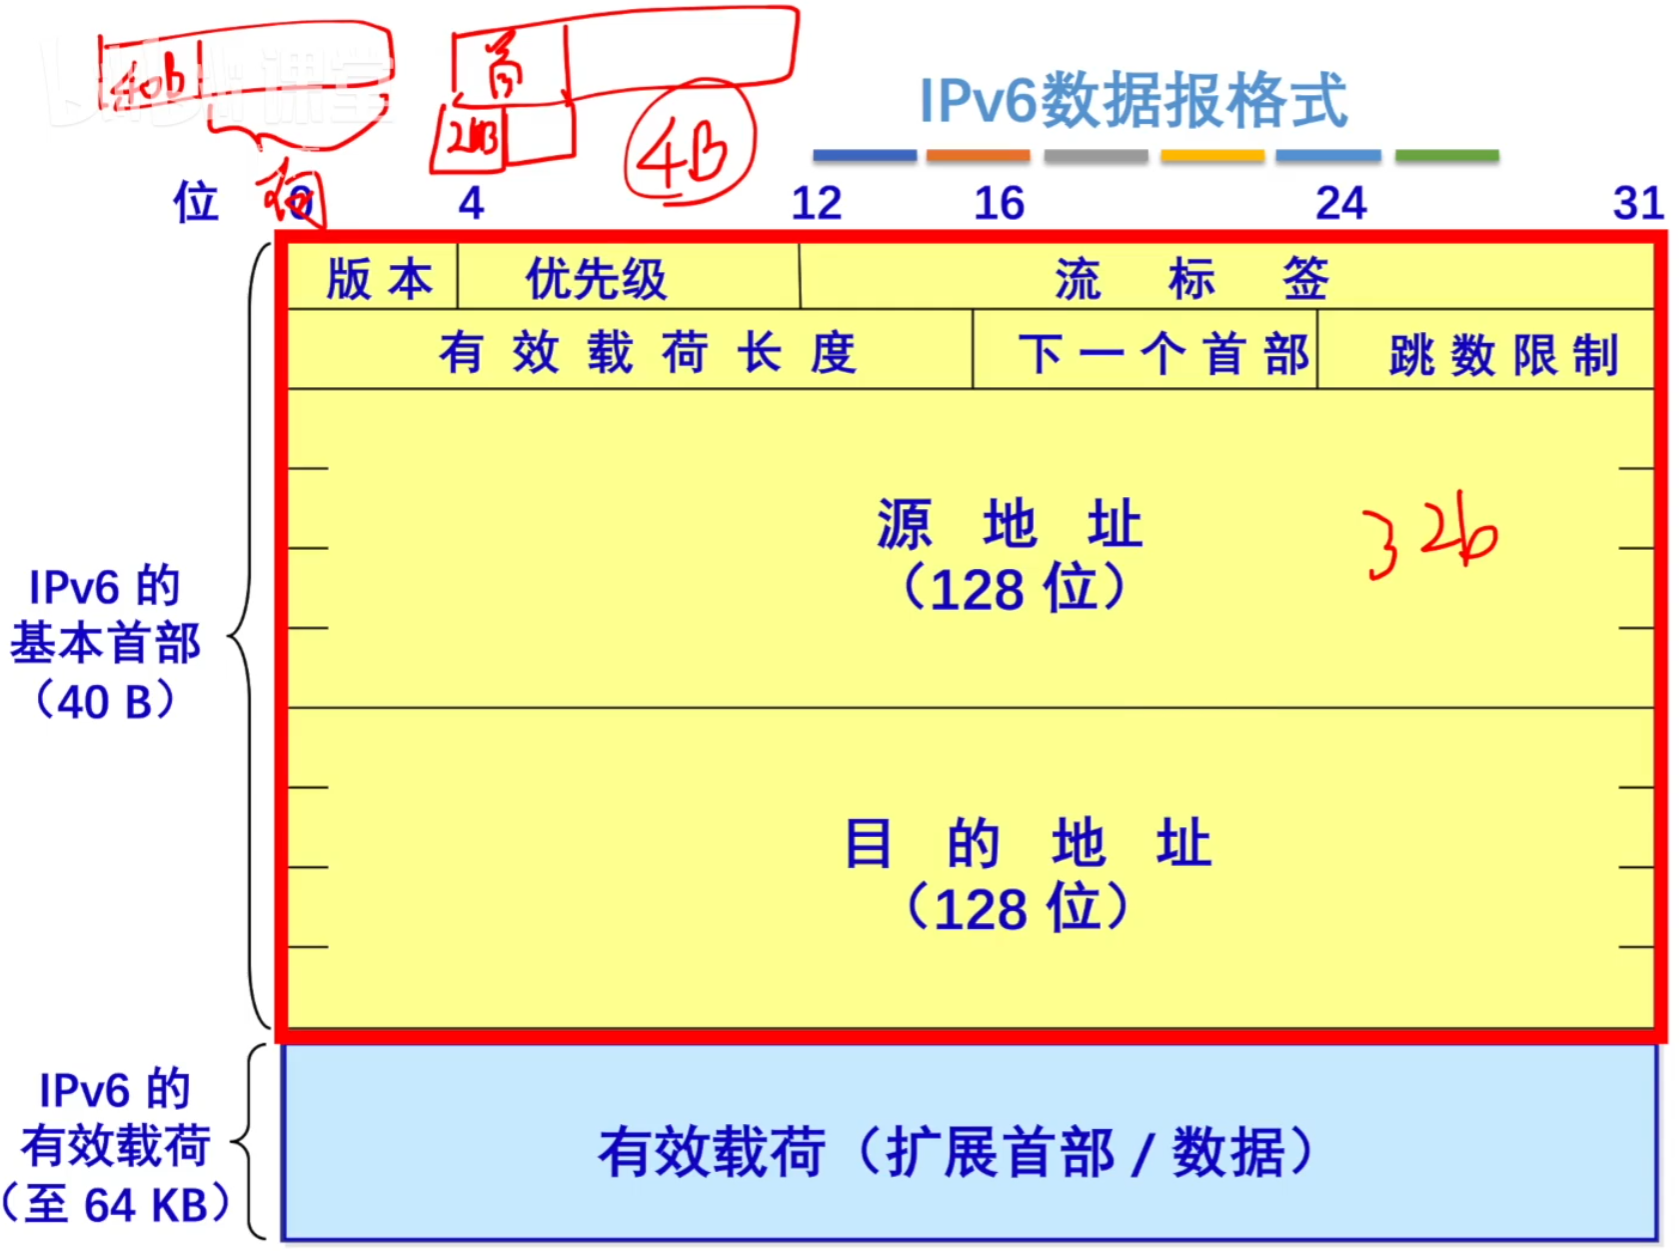 课堂
首
20B
4B
IPv6数据报格式
位 0 4 12 16 24 31
版本 优先级 流标签
有效载荷长度 下一个首部 跳数限制
源地址
（128 位）
32b
目的地址
（128 位）
IPv6 的
基本首部
（40 B）
IPv6 的
有效载荷
（至 64 KB）
有效载荷（扩展首部 / 数据）